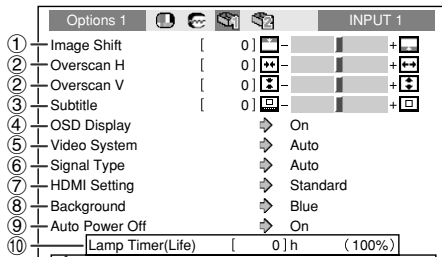 Options 1 INPUT 1
① Image Shift [ 0] - +
② Overscan H [ 0] - +
② Overscan V [ 0] - +
③ Subtitle [ 0] - +
④ OSD Display On
⑤ Video System Auto
⑥ Signal Type Auto
⑦ HDMI Setting Standard
⑧ Background Blue
⑨ Auto Power Off On
⑩ Lamp Timer(Life) [ 0] h (100%)